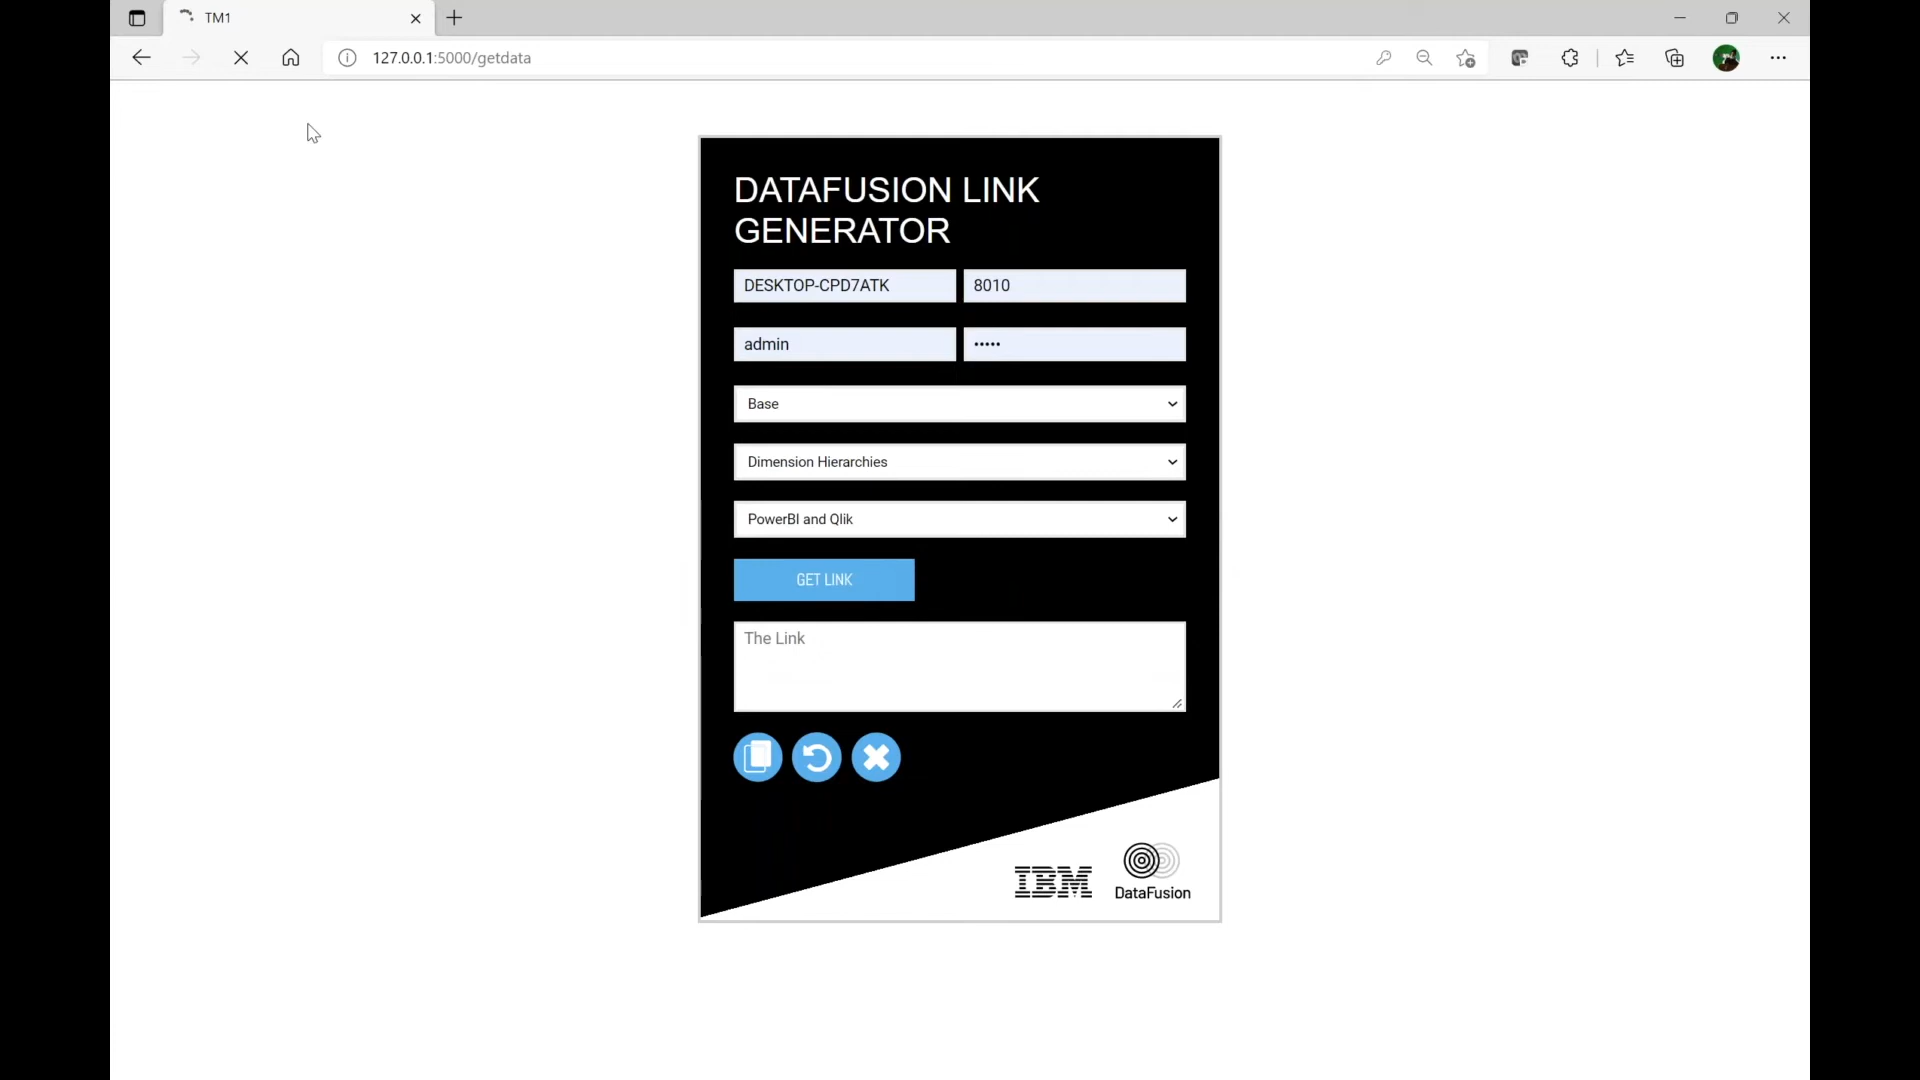 TM1
127.0.0.1:5000/getdata
DATAFUSION LINK
GENERATOR
DESKTOP-CPD7ATK
8010
admin
•••••
Base
Dimension Hierarchies
PowerBI and Qlik
GET LINK
The Link
IBM
DataFusion